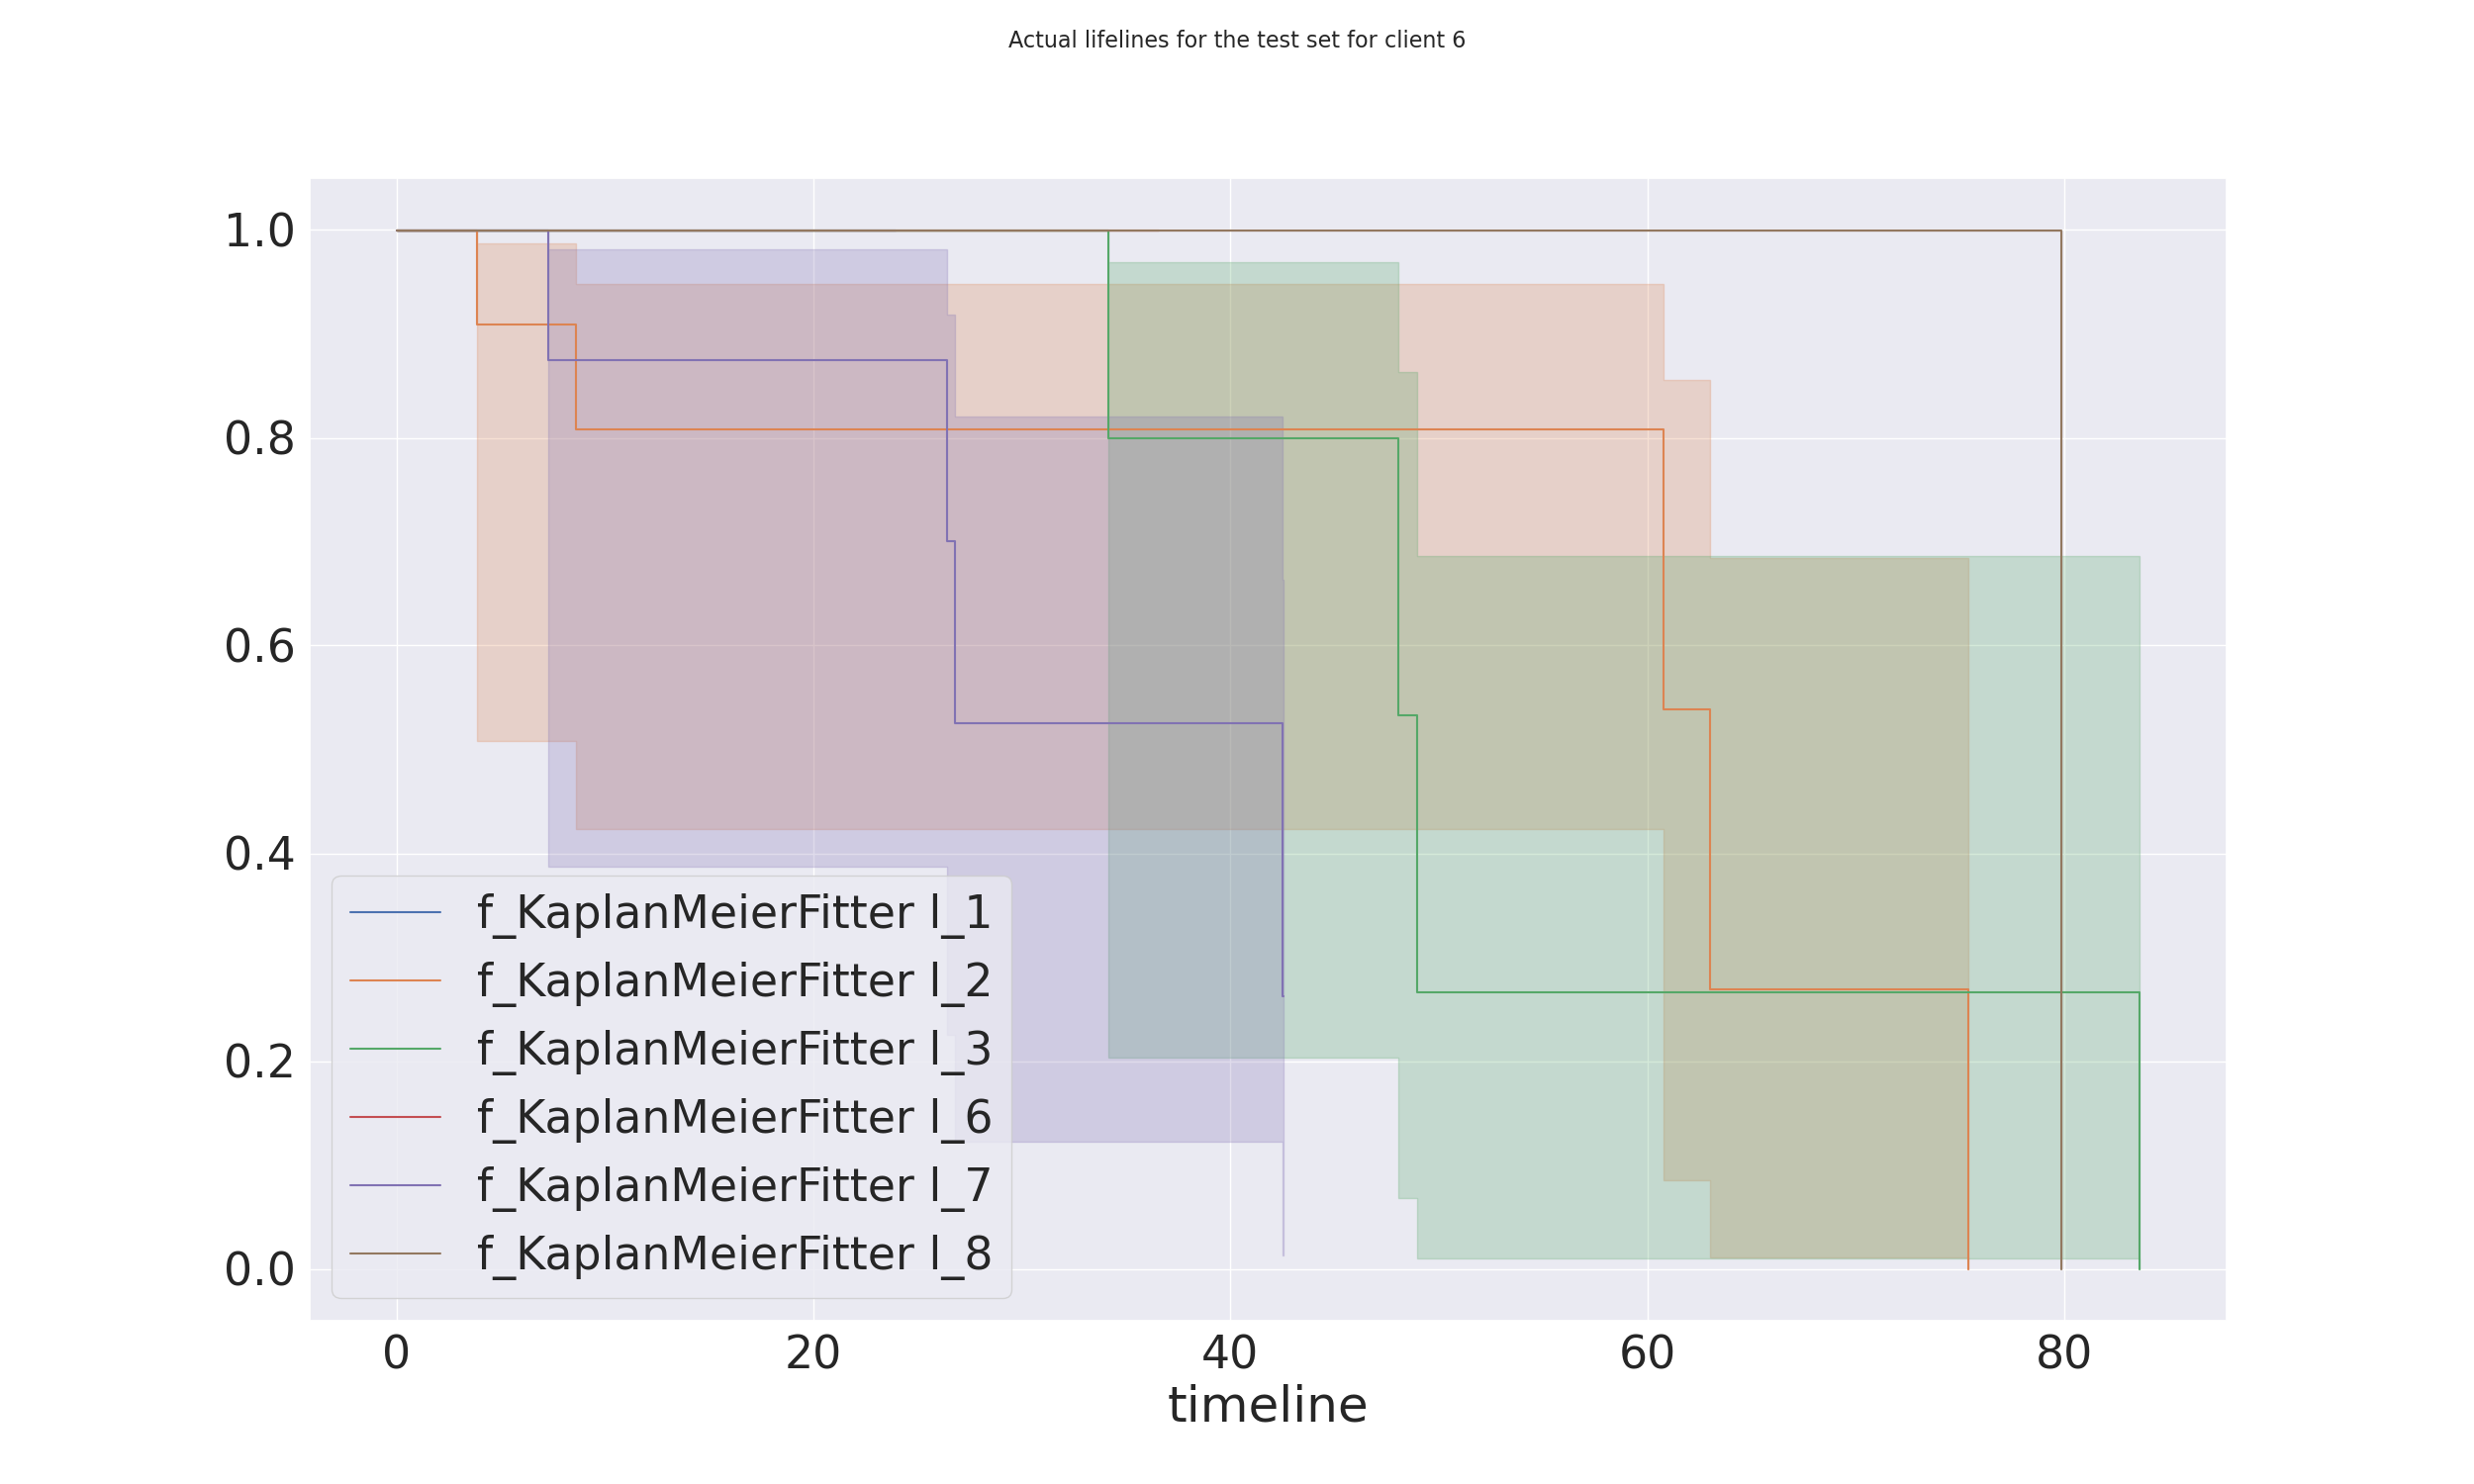 Actual lifelines for the test set for client 6
1.0
0.8
0.6
0.4
0.2
0.0
f_KaplanMeierFitter l_1
f_KaplanMeierFitter l_2
f_KaplanMeierFitter l_3
f_KaplanMeierFitter l_6
f_KaplanMeierFitter l_7
f_KaplanMeierFitter l_8
0 20 40 60 80
timeline